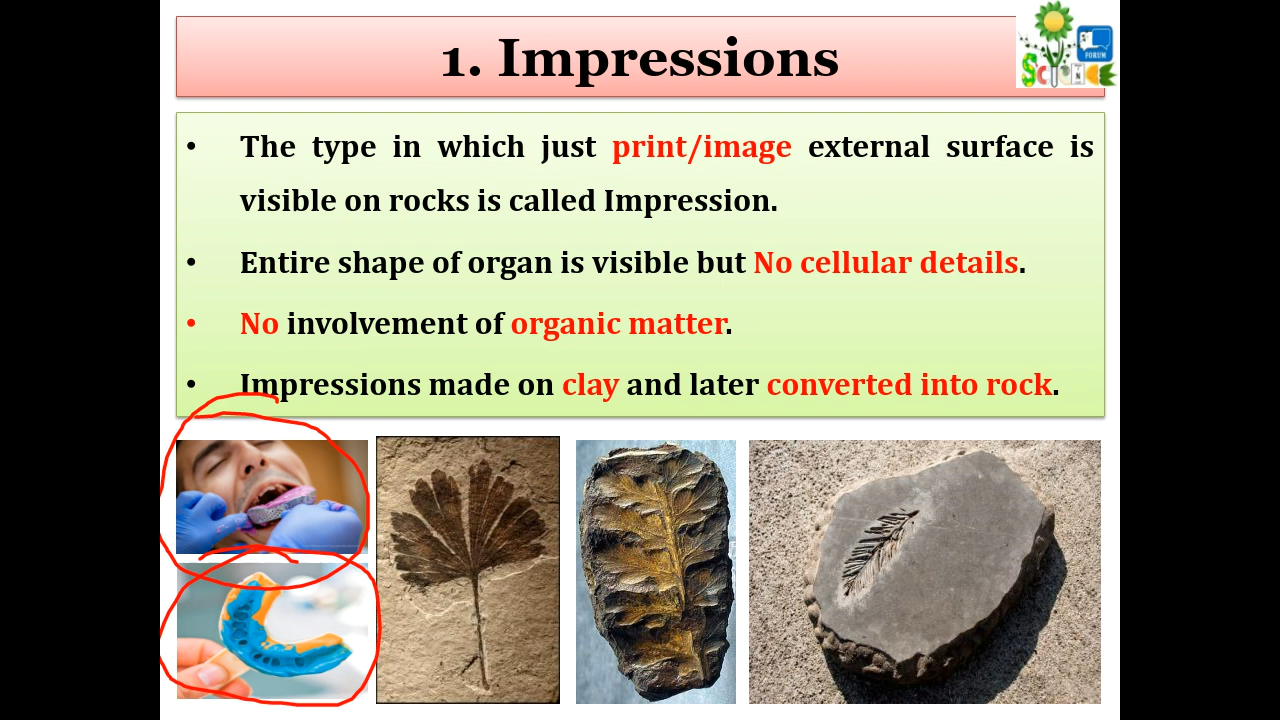 1. Impressions
FORUM
SCIENCE
• The type in which just print/image external surface is
visible on rocks is called Impression.
• Entire shape of organ is visible but No cellular details.
• No involvement of organic matter.
• Impressions made on clay and later converted into rock.